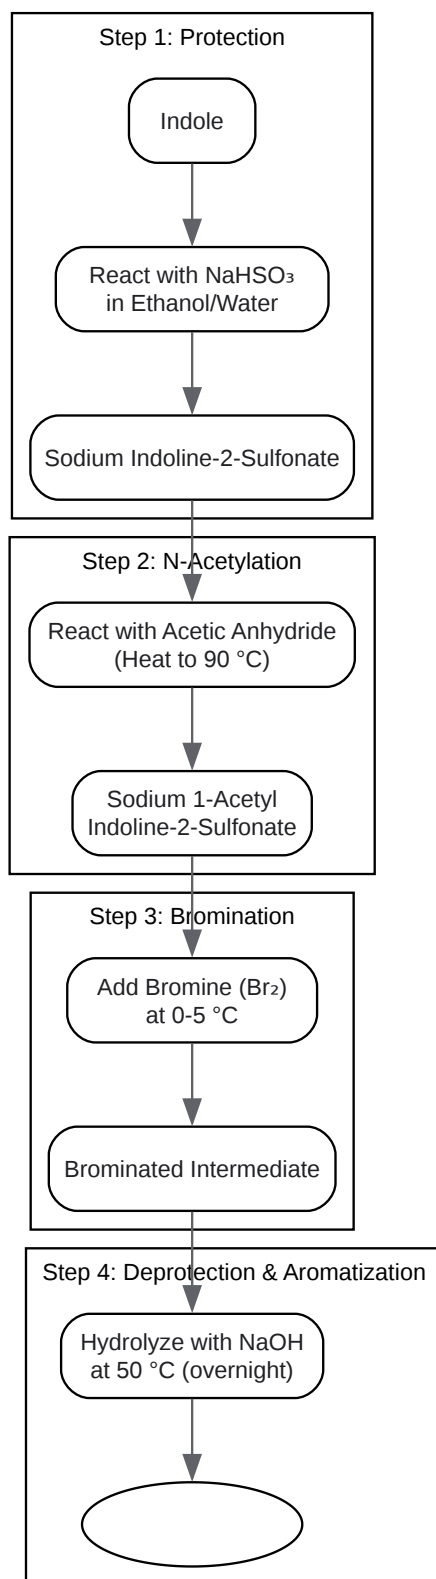 Step 1: Protection
Indole
React with NaHSO₃
in Ethanol/Water
Sodium Indoline-2-Sulfonate
Step 2: N-Acetylation
React with Acetic Anhydride
(Heat to 90 °C)
Sodium 1-Acetyl
Indoline-2-Sulfonate
Step 3: Bromination
Add Bromine (Br₂)
at 0-5 °C
Brominated Intermediate
Step 4: Deprotection & Aromatization
Hydrolyze with NaOH
at 50 °C (overnight)